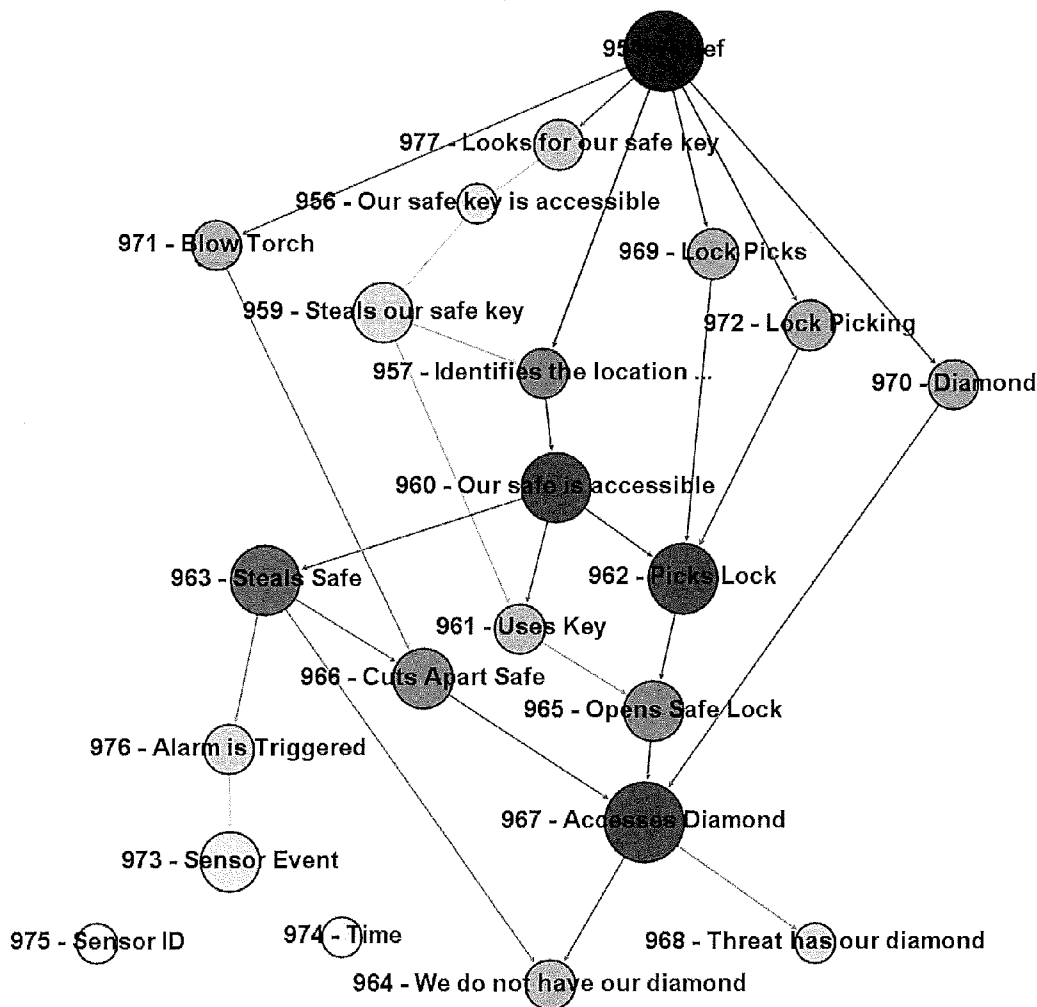 977 - Looks for our safe key
956 - Our safe key is accessible
971 - Blow Torch
969 - Lock Picks
959 - Steals our safe key
972 - Lock Picking
957 - Identifies the location ...
970 - Diamond
960 - Our safe is accessible
963 - Steals Safe
962 - Picks Lock
961 - Uses Key
966 - Cuts Apart Safe
965 - Opens Safe Lock
976 - Alarm is Triggered
967 - Accesses Diamond
973 - Sensor Event
975 - Sensor ID
974 - Time
968 - Threat has our diamond
964 - We do not have our diamond